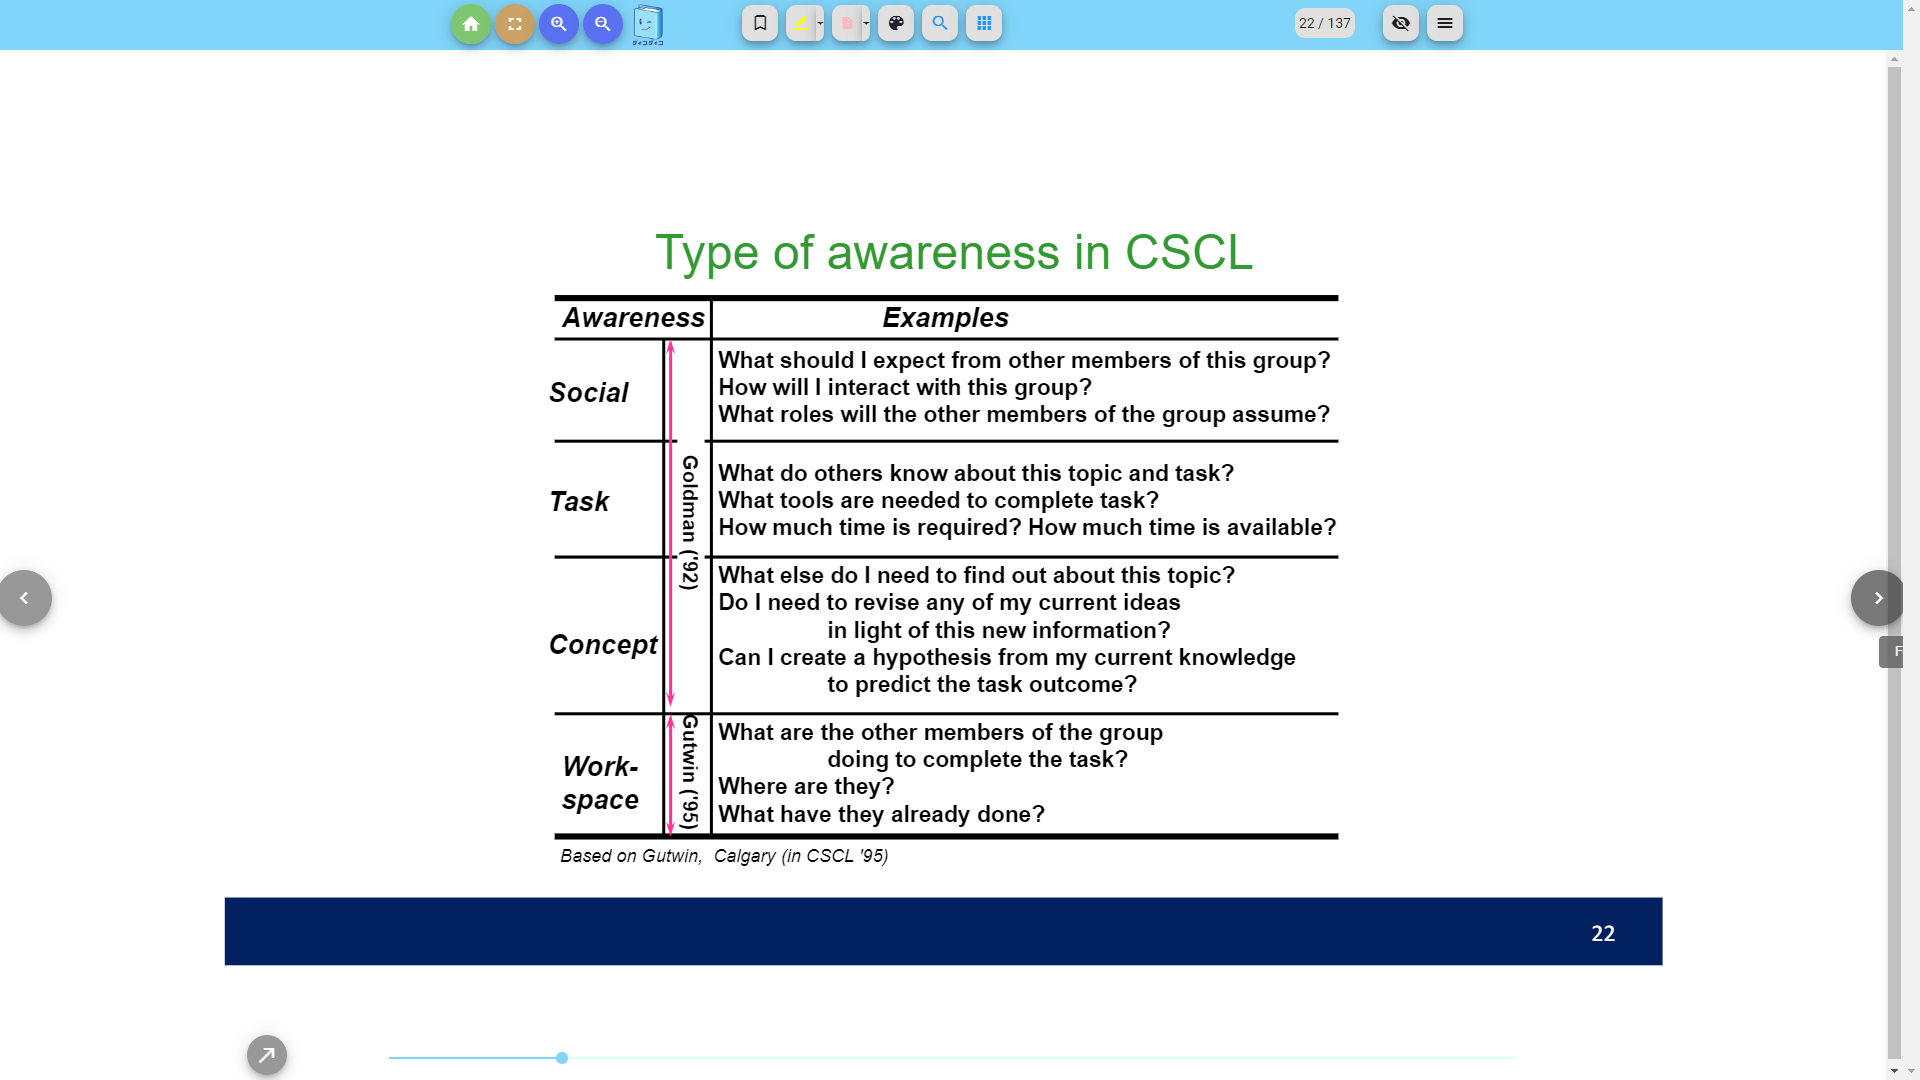 ダイコダイコ
22 / 137
Type of awareness in CSCL
Awareness
Examples
Social
What should I expect from other members of this group?
How will I interact with this group?
What roles will the other members of the group assume?
Goldman ('92)
Task
What do others know about this topic and task?
What tools are needed to complete task?
How much time is required? How much time is available?
Concept
What else do I need to find out about this topic?
Do I need to revise any of my current ideas
in light of this new information?
Can I create a hypothesis from my current knowledge
to predict the task outcome?
Gutwin ('95)
Work-
space
What are the other members of the group
doing to complete the task?
Where are they?
What have they already done?
Based on Gutwin, Calgary (in CSCL '95)
22
F